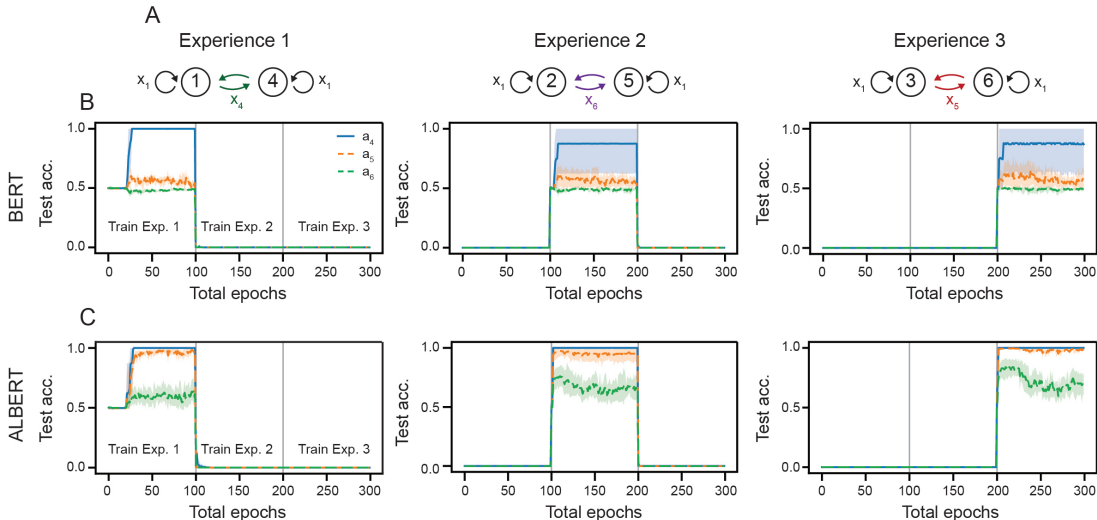 A
Experience 1 Experience 2 Experience 3
x1 1 4 x1 x1 2 5 x1 x1 3 6 x1
x4 x6 x5
B
BERT
Test acc.
1.0
0.5
0.0
a4
a5
a6
Train Exp. 1 Train Exp. 2 Train Exp. 3
0 50 100 150 200 250 300
Total epochs
Test acc.
1.0
0.5
0.0
0 50 100 150 200 250 300
Total epochs
Test acc.
1.0
0.5
0.0
0 50 100 150 200 250 300
Total epochs
C
ALBERT
Test acc.
1.0
0.5
0.0
Train Exp. 1 Train Exp. 2 Train Exp. 3
0 50 100 150 200 250 300
Total epochs
Test acc.
1.0
0.5
0.0
0 50 100 150 200 250 300
Total epochs
Test acc.
1.0
0.5
0.0
0 50 100 150 200 250 300
Total epochs